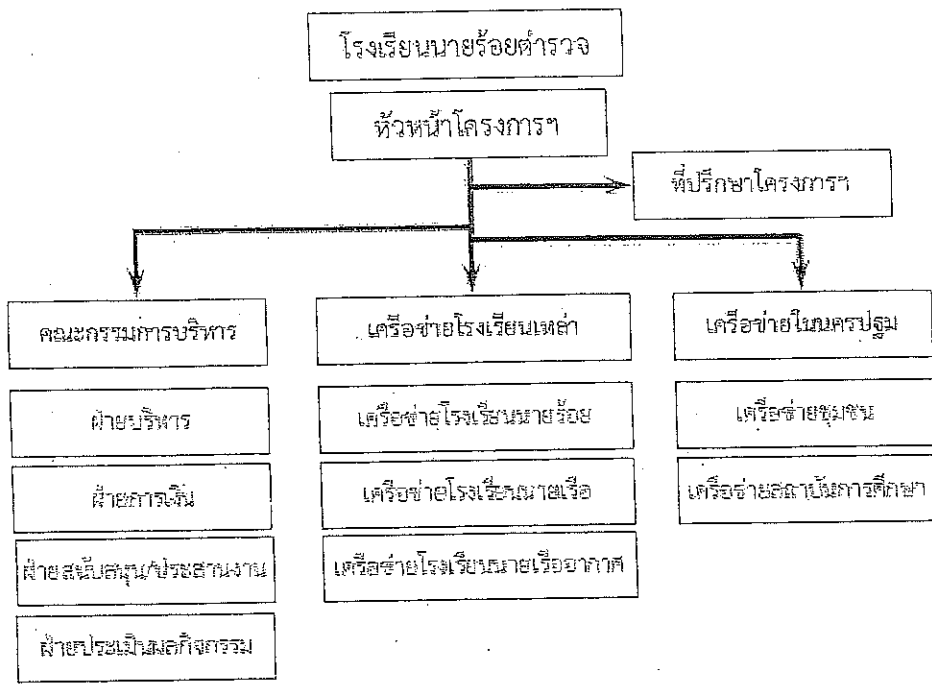 โรงเรียนนายร้อยตำรวจ
หัวหน้าโครงการฯ
ที่ปรึกษาโครงการฯ
คณะกรรมการบริหาร
เครือข่ายโรงเรียนเหล่า
เครือข่ายในนครปฐม
ฝ่ายบริหาร
เครือข่ายโรงเรียนนายร้อย
เครือข่ายชุมชน
ฝ่ายการเงิน
เครือข่ายโรงเรียนนายเรือ
เครือข่ายสถาบันการศึกษา
ฝ่ายสนับสนุน/ประสานงาน
เครือข่ายโรงเรียนนายเรืออากาศ
ฝ่ายประเมินผลกิจกรรม